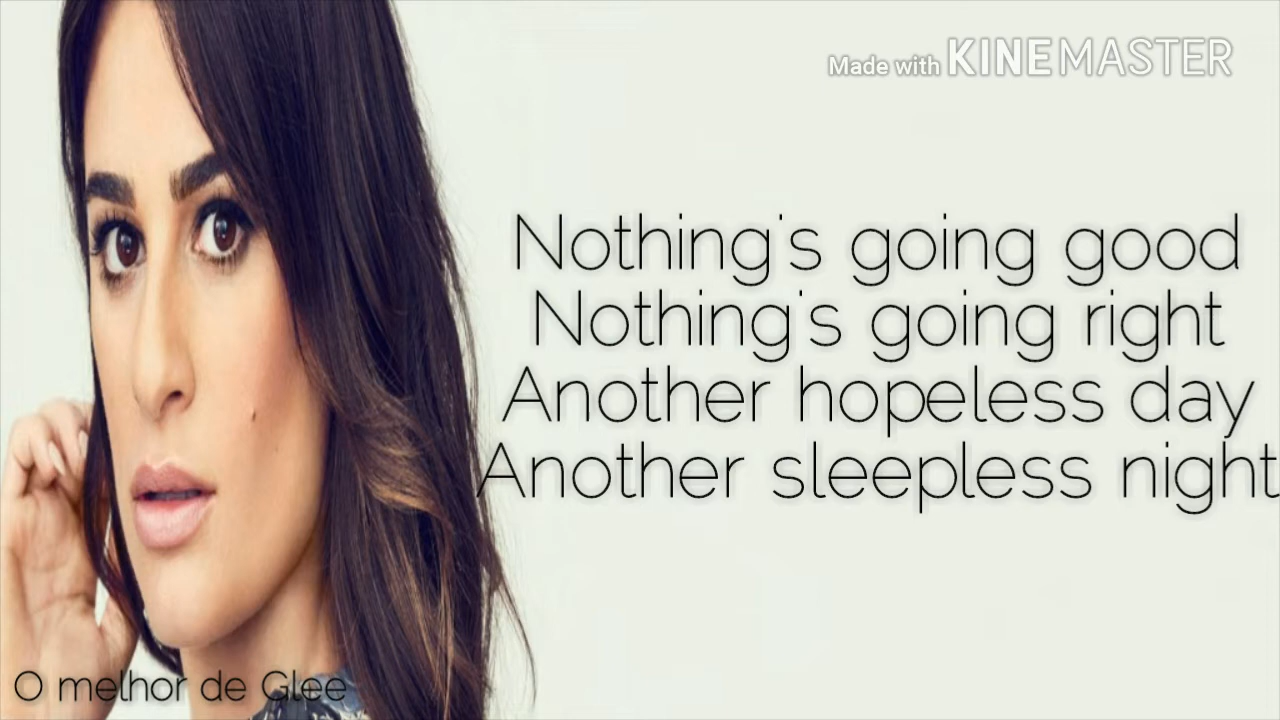 Made with KINEMASTER
Nothing's going good
Nothing's going right
Another hopeless day
Another sleepless night
O melhor de Glee